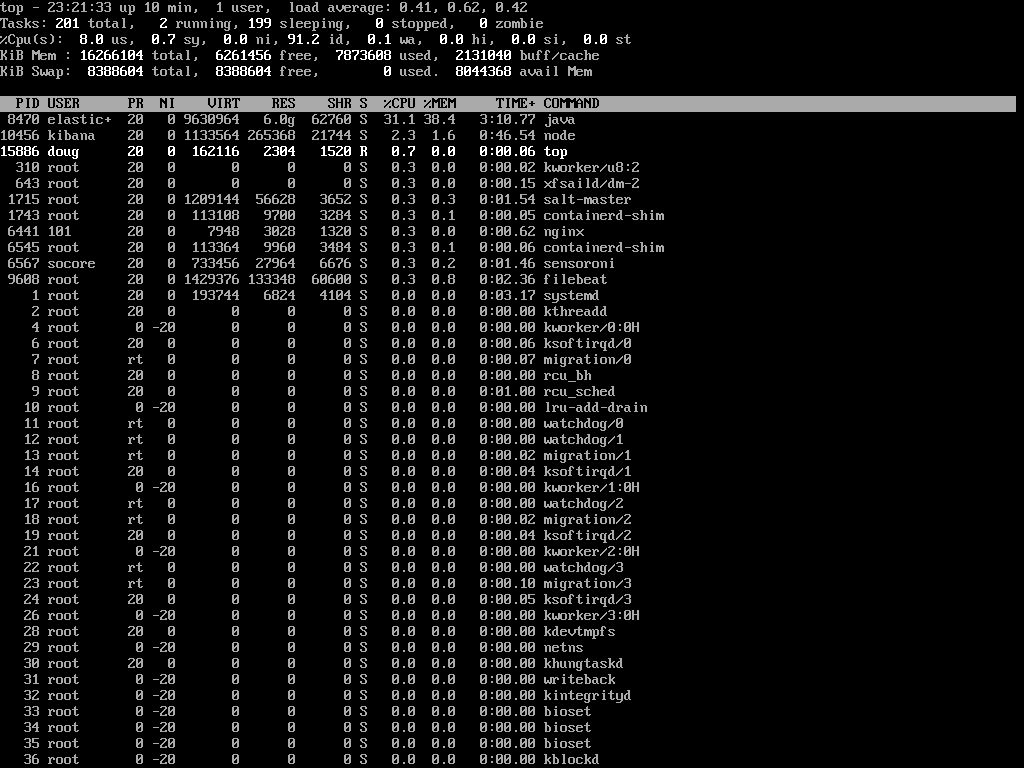 top - 23:21:33 up 10 min,  1 user,  load average: 0.41, 0.62, 0.42
Tasks: 201 total,   2 running, 199 sleeping,   0 stopped,   0 zombie
%Cpu(s):  8.0 us,  0.7 sy,  0.0 ni, 91.2 id,  0.1 wa,  0.0 hi,  0.0 si,  0.0 st
KiB Mem : 16266104 total,  6261456 free,  7873608 used,  2131040 buff/cache
KiB Swap:  8388604 total,  8388604 free,        0 used.  8044368 avail Mem
PID USER      PR  NI    VIRT    RES    SHR S  %CPU %MEM     TIME+ COMMAND
8470 elastic+  20   0 9630964   6.0g  62760 S  31.1 38.4   3:10.77 java
10456 kibana    20   0 1133564 265368  21744 S   2.3  1.6   0:46.54 node
15886 doug      20   0  162116   2304   1520 R   0.7  0.0   0:00.06 top
310 root      20   0       0      0      0 S   0.3  0.0   0:00.02 kworker/u8:2
643 root      20   0       0      0      0 S   0.3  0.0   0:00.15 xfsaild/dm-2
1715 root      20   0 1209144  56628   3652 S   0.3  0.3   0:01.54 salt-master
1743 root      20   0  113108   9700   3284 S   0.3  0.1   0:00.05 containerd-shim
6441 101       20   0    7948   3028   1320 S   0.3  0.0   0:00.62 nginx
6545 root      20   0  113364   9960   3484 S   0.3  0.1   0:00.06 containerd-shim
6567 socore    20   0  733456  27964   6676 S   0.3  0.2   0:01.46 sensoroni
9608 root      20   0 1429376 133348  60600 S   0.3  0.8   0:02.36 filebeat
1 root      20   0  193744   6824   4104 S   0.0  0.0   0:03.17 systemd
2 root      20   0       0      0      0 S   0.0  0.0   0:00.00 kthreadd
4 root       0 -20       0      0      0 S   0.0  0.0   0:00.00 kworker/0:0H
6 root      20   0       0      0      0 S   0.0  0.0   0:00.06 ksoftirqd/0
7 root      rt   0       0      0      0 S   0.0  0.0   0:00.07 migration/0
8 root      20   0       0      0      0 S   0.0  0.0   0:00.00 rcu_bh
9 root      20   0       0      0      0 S   0.0  0.0   0:01.00 rcu_sched
10 root       0 -20       0      0      0 S   0.0  0.0   0:00.00 lru-add-drain
11 root      rt   0       0      0      0 S   0.0  0.0   0:00.00 watchdog/0
12 root      rt   0       0      0      0 S   0.0  0.0   0:00.00 watchdog/1
13 root      rt   0       0      0      0 S   0.0  0.0   0:00.02 migration/1
14 root      20   0       0      0      0 S   0.0  0.0   0:00.04 ksoftirqd/1
16 root       0 -20       0      0      0 S   0.0  0.0   0:00.00 kworker/1:0H
17 root      rt   0       0      0      0 S   0.0  0.0   0:00.00 watchdog/2
18 root      rt   0       0      0      0 S   0.0  0.0   0:00.02 migration/2
19 root      20   0       0      0      0 S   0.0  0.0   0:00.04 ksoftirqd/2
21 root       0 -20       0      0      0 S   0.0  0.0   0:00.00 kworker/2:0H
22 root      rt   0       0      0      0 S   0.0  0.0   0:00.00 watchdog/3
23 root      rt   0       0      0      0 S   0.0  0.0   0:00.10 migration/3
24 root      20   0       0      0      0 S   0.0  0.0   0:00.05 ksoftirqd/3
26 root       0 -20       0      0      0 S   0.0  0.0   0:00.00 kworker/3:0H
28 root      20   0       0      0      0 S   0.0  0.0   0:00.00 kdevtmpfs
29 root       0 -20       0      0      0 S   0.0  0.0   0:00.00 netns
30 root      20   0       0      0      0 S   0.0  0.0   0:00.00 khungtaskd
31 root       0 -20       0      0      0 S   0.0  0.0   0:00.00 writeback
32 root       0 -20       0      0      0 S   0.0  0.0   0:00.00 kintegrityd
33 root       0 -20       0      0      0 S   0.0  0.0   0:00.00 bioset
34 root       0 -20       0      0      0 S   0.0  0.0   0:00.00 bioset
35 root       0 -20       0      0      0 S   0.0  0.0   0:00.00 bioset
36 root       0 -20       0      0      0 S   0.0  0.0   0:00.00 kblockd